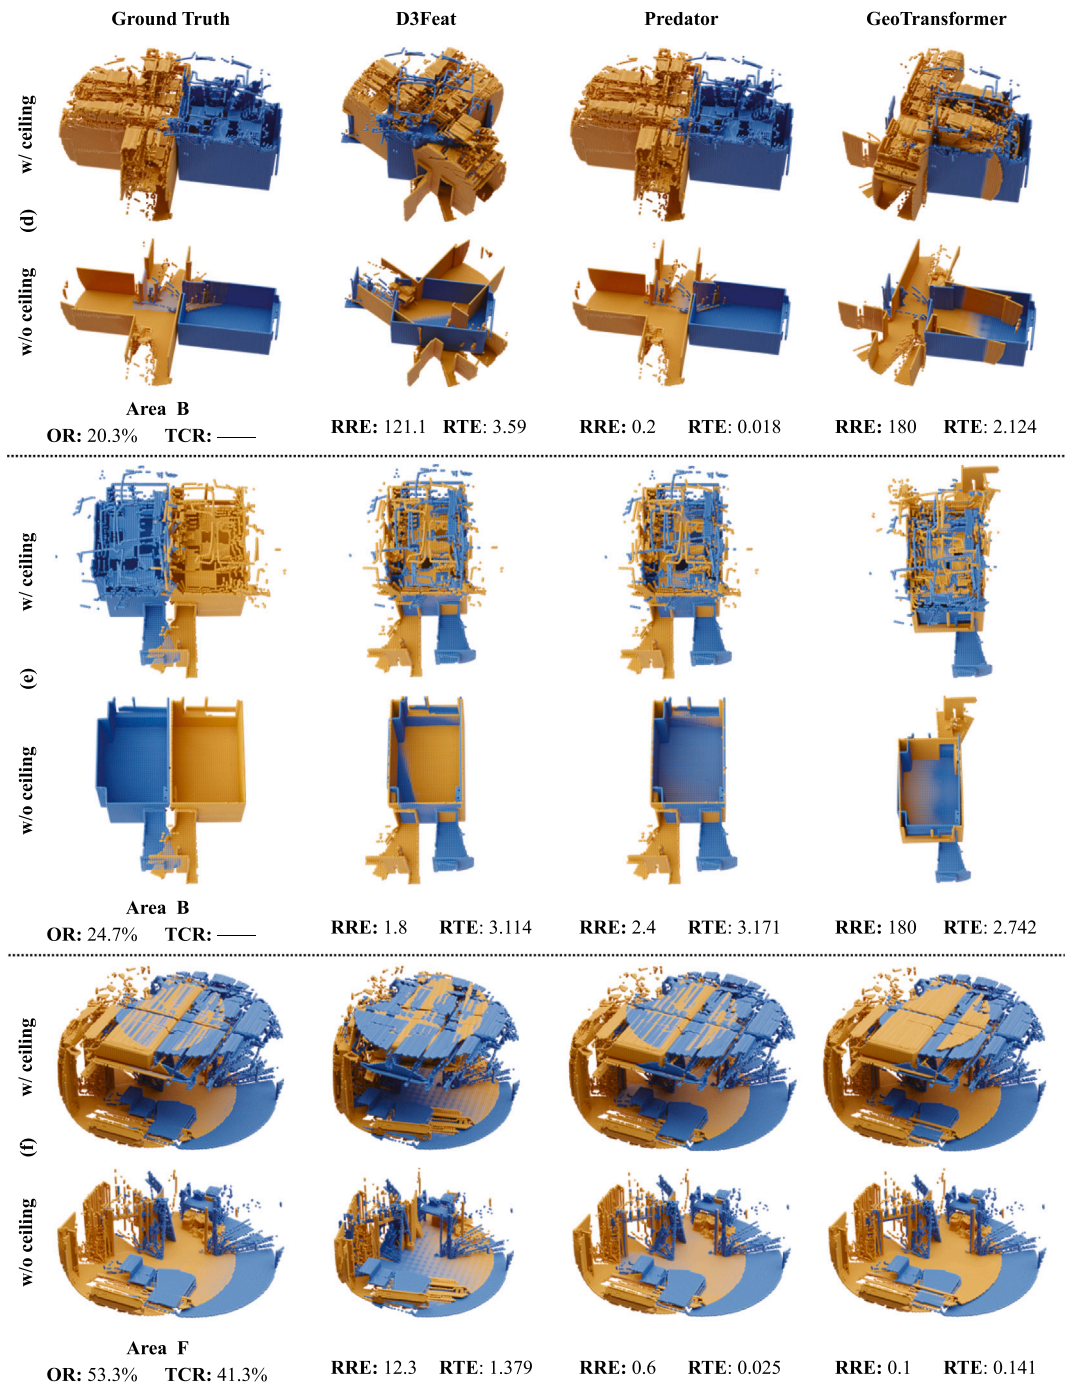 Ground Truth D3Feat Predator GeoTransformer
w/ ceiling
(d)
w/o ceiling
Area B
OR: 20.3% TCR: ——
RRE: 121.1 RTE: 3.59
RRE: 0.2 RTE: 0.018
RRE: 180 RTE: 2.124
w/ ceiling
(e)
w/o ceiling
Area B
OR: 24.7% TCR: ——
RRE: 1.8 RTE: 3.114
RRE: 2.4 RTE: 3.171
RRE: 180 RTE: 2.742
w/ ceiling
(f)
w/o ceiling
Area F
OR: 53.3% TCR: 41.3%
RRE: 12.3 RTE: 1.379
RRE: 0.6 RTE: 0.025
RRE: 0.1 RTE: 0.141